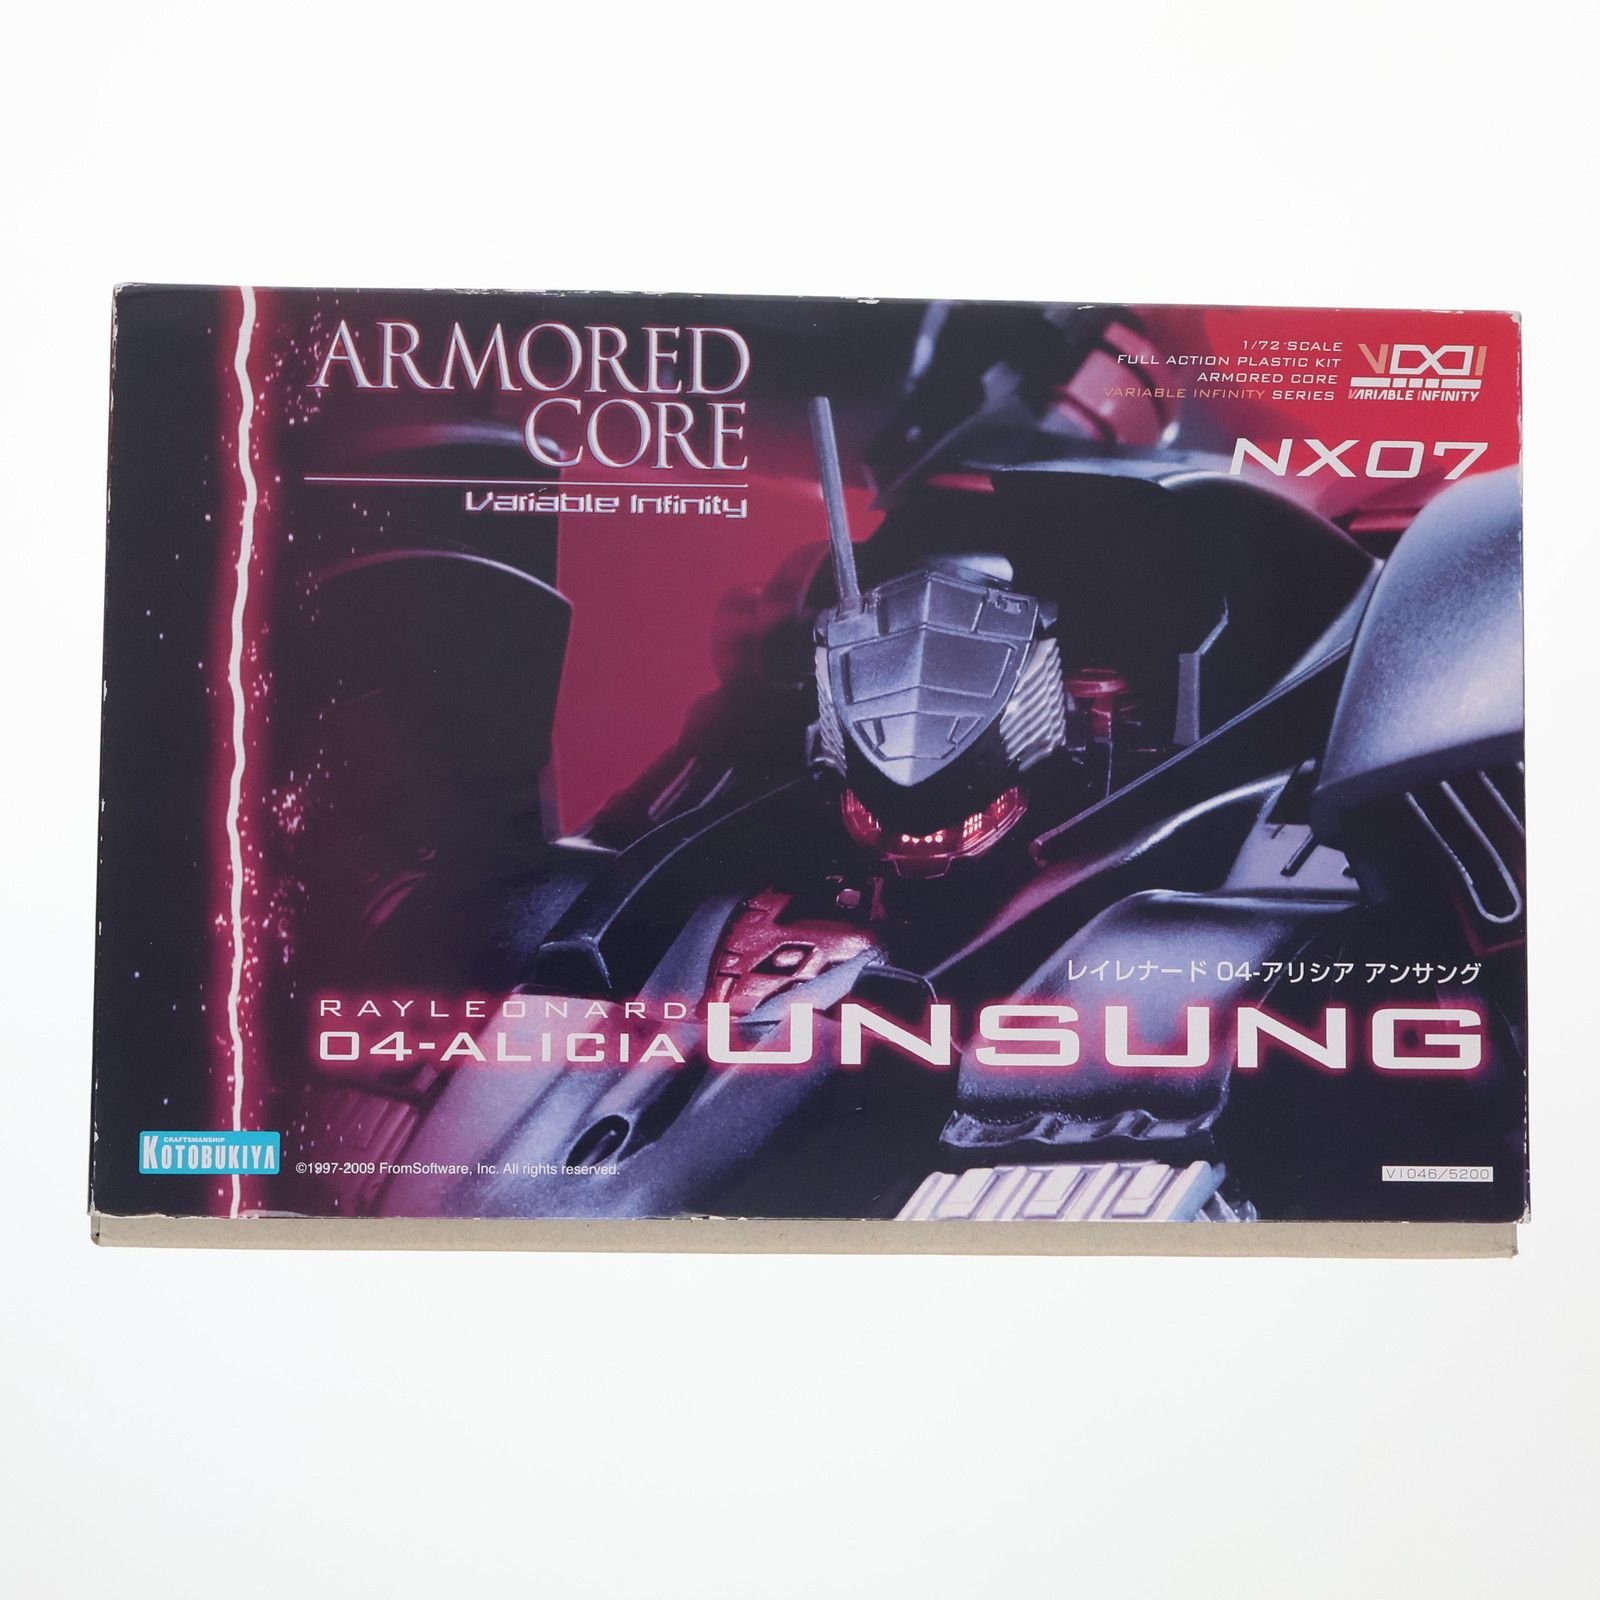 ARMORED
CORE
Variable Infinity
1/72 SCALE
FULL ACTION PLASTIC KIT
ARMORED CORE
VARIABLE INFINITY SERIES
VARIABLE INFINITY
NX07
レイレナード 04-アリシア アンサング
RAYLEONARD
04-ALICIA UNSUNG
CRAFTSMANSHIP
KOTOBUKIYA
©1997-2009 FromSoftware, Inc. All rights reserved.
VI046/5200